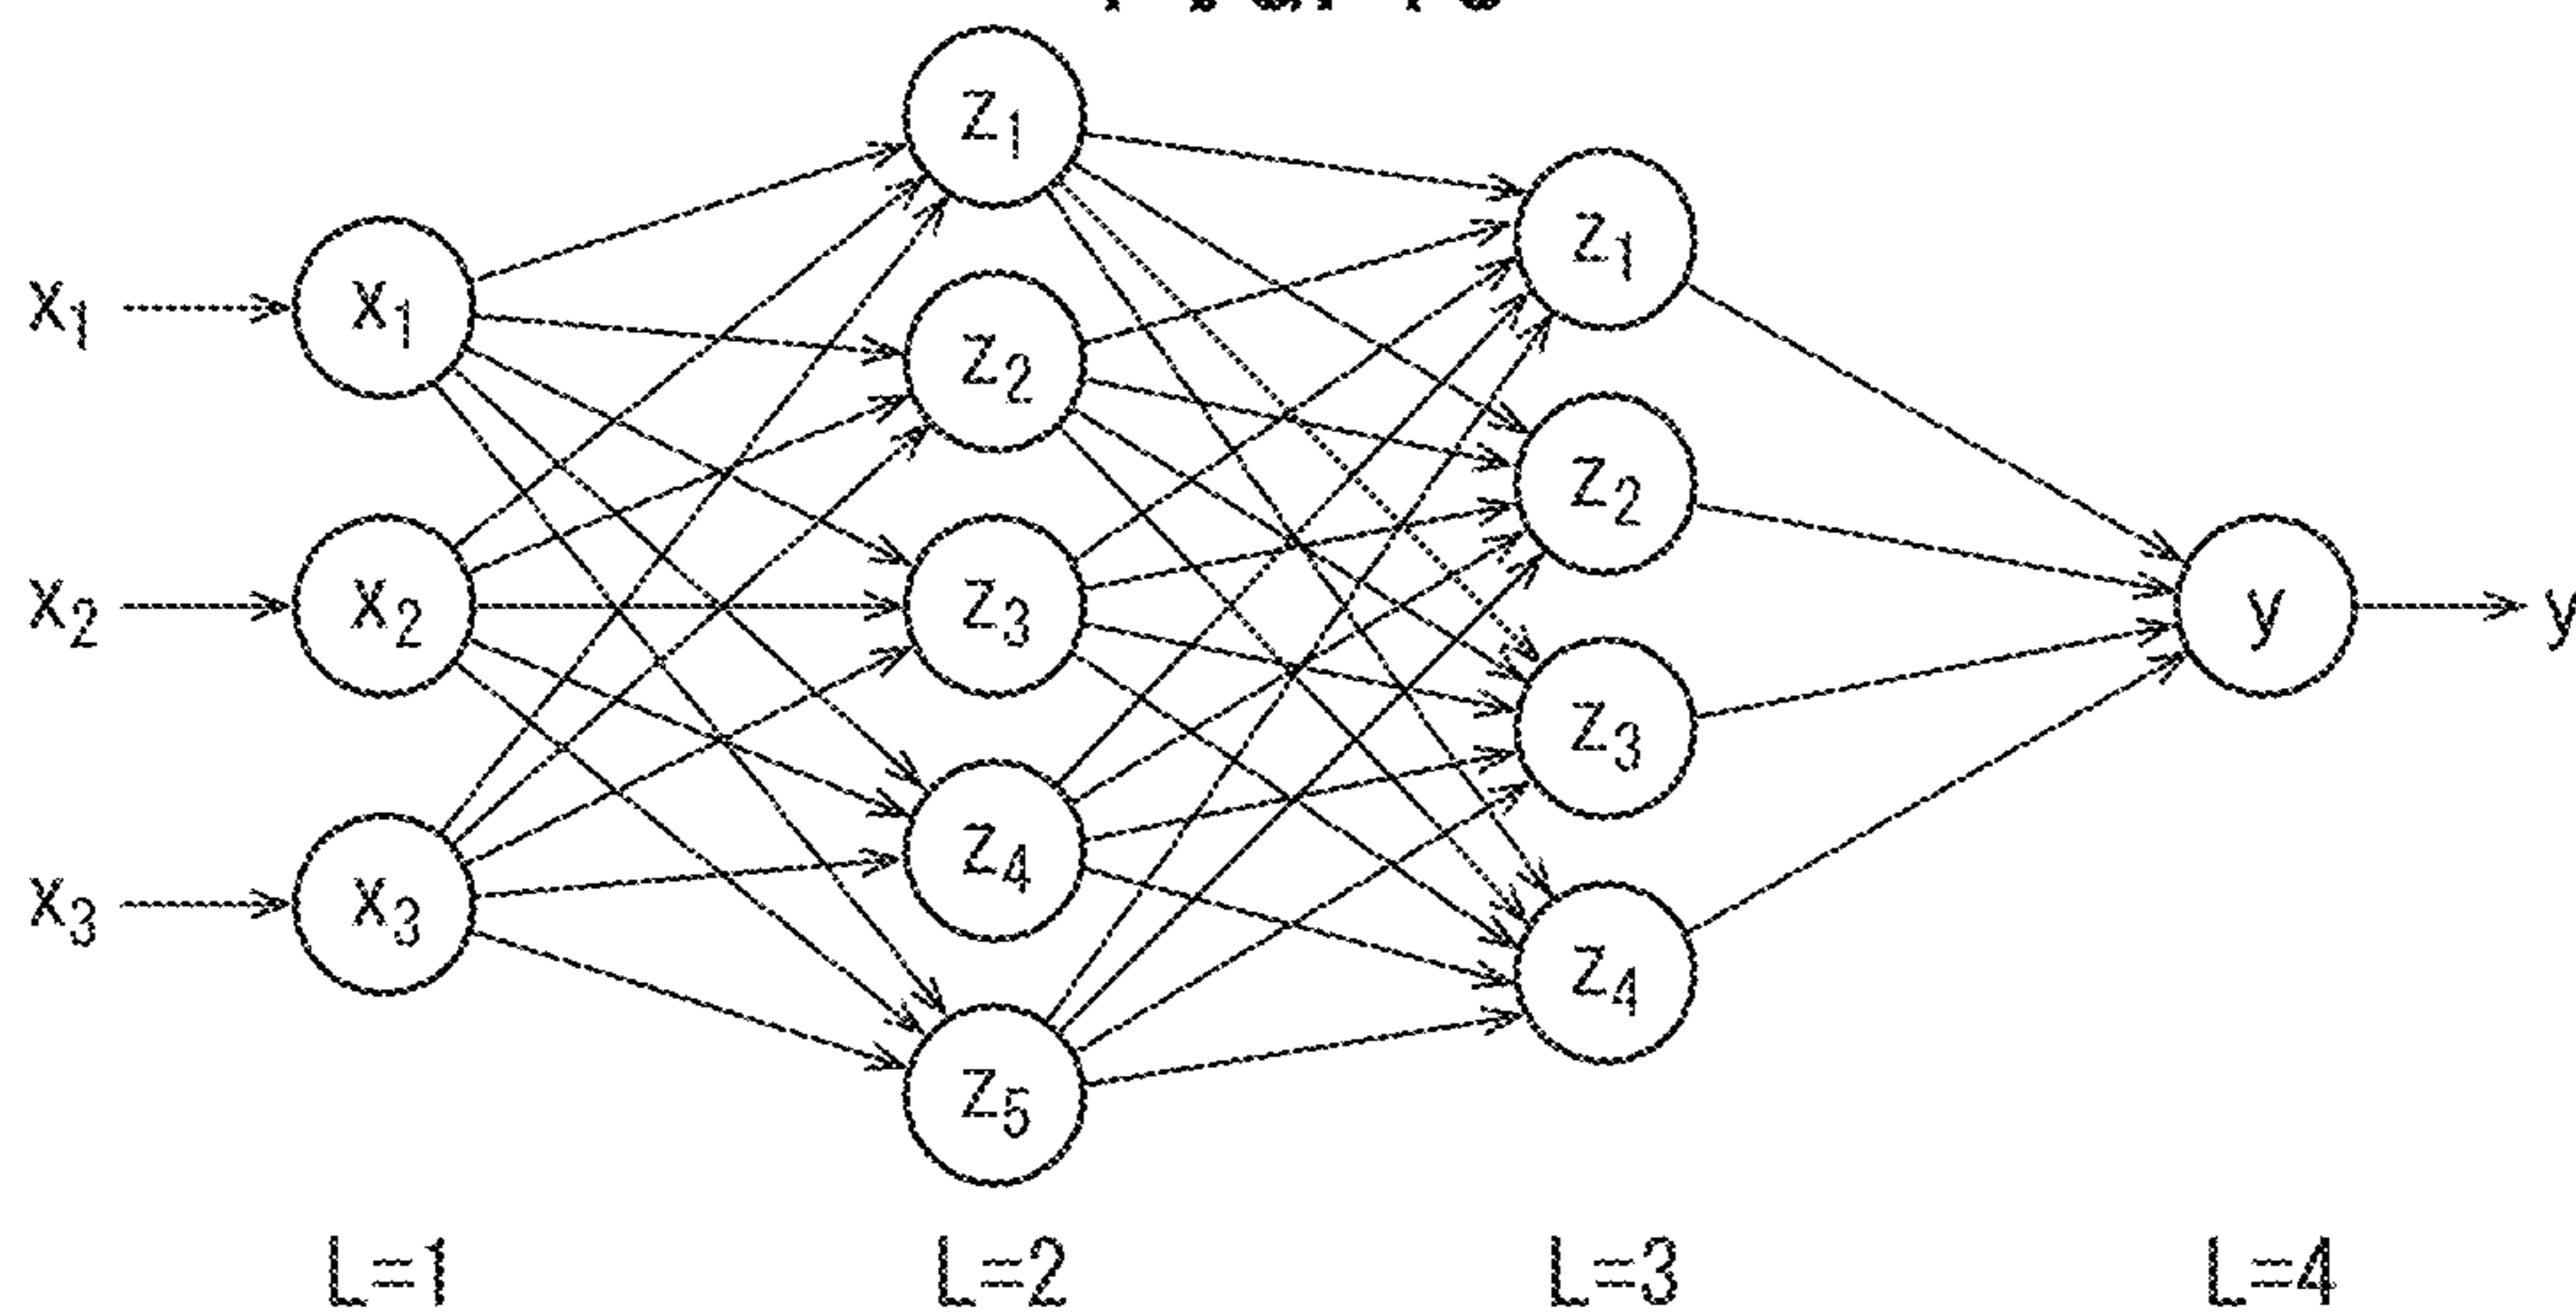 x₁ x₁ z₁ z₁
x₂ x₂ z₂ z₂ y y
x₃ x₃ z₃ z₃
z₄ z₄
z₅
L=1 L=2 L=3 L=4